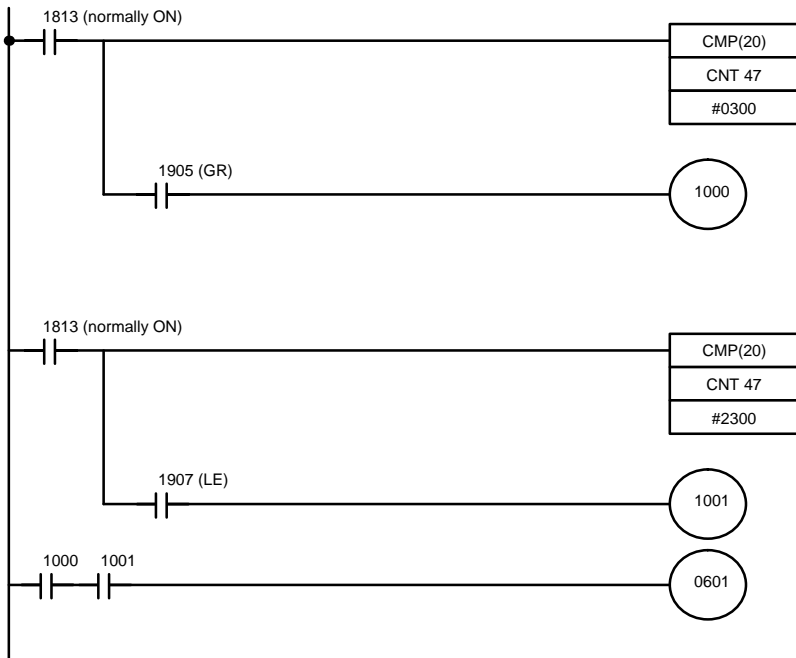 1813 (normally ON)
CMP(20)
CNT 47
#0300
1905 (GR)
1000
1813 (normally ON)
CMP(20)
CNT 47
#2300
1907 (LE)
1001
1000 1001
0601